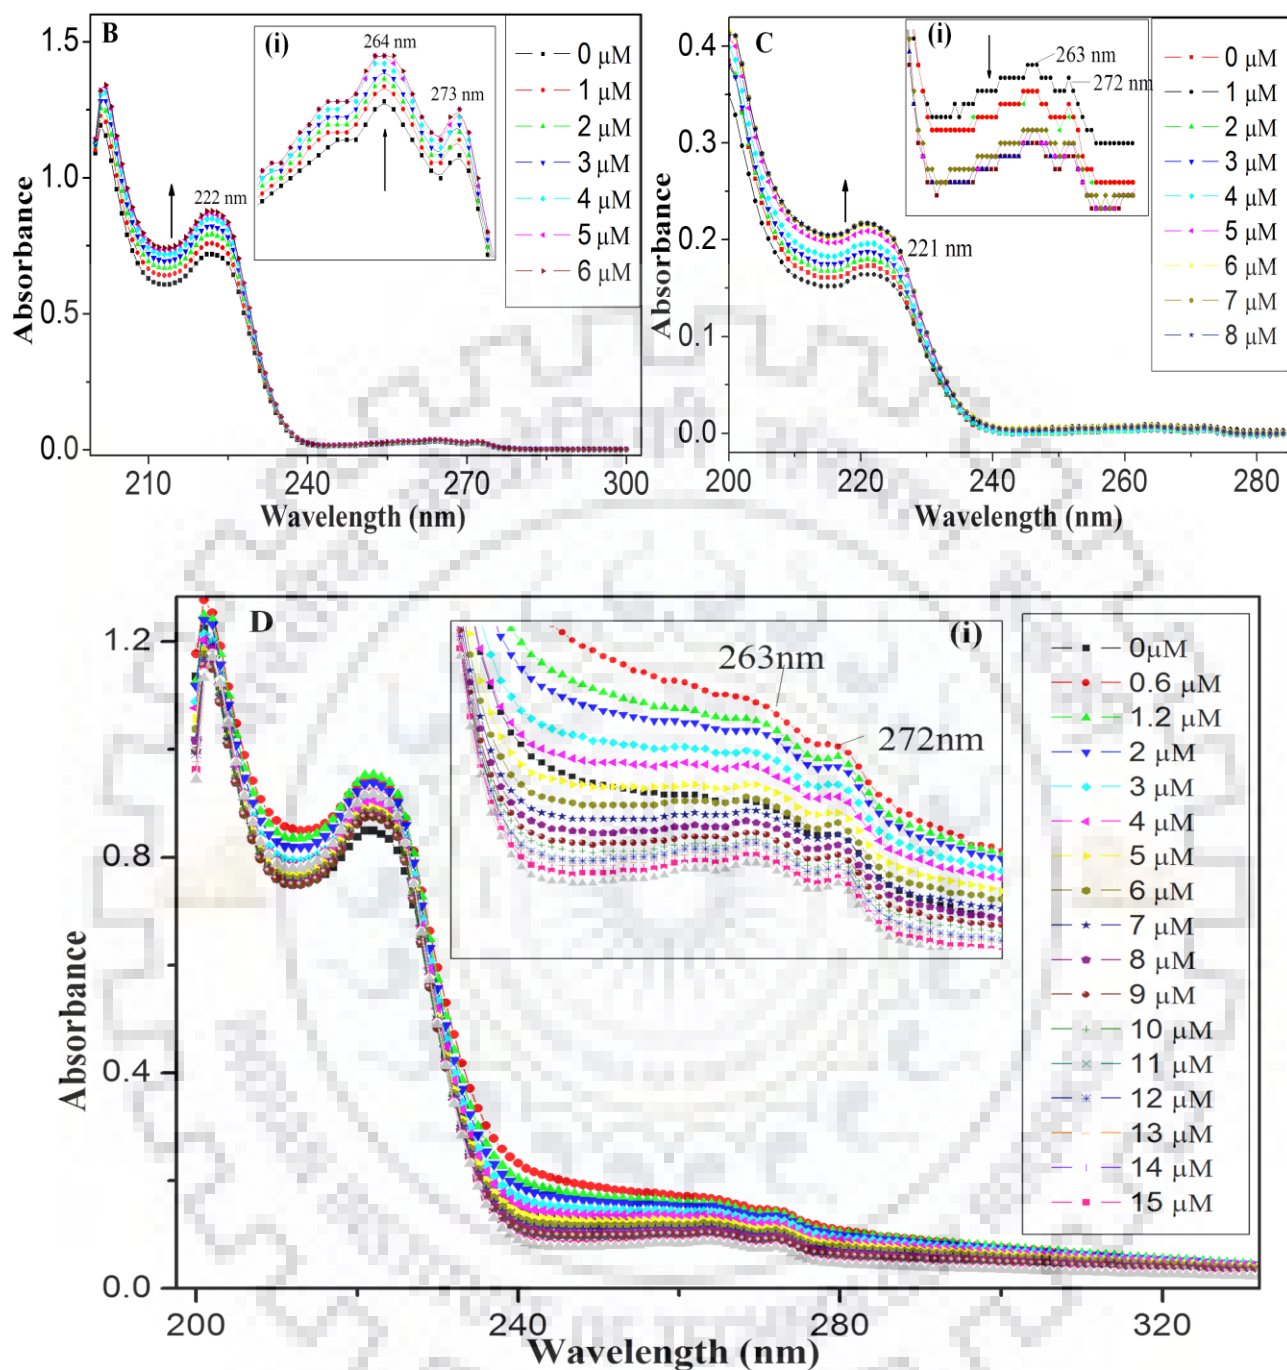 B
(i)
264 nm
273 nm
222 nm
0 μM
1 μM
2 μM
3 μM
4 μM
5 μM
6 μM
1.5
1.0
0.5
0.0
Absorbance
210
240
270
300
Wavelength (nm)
C
(i)
263 nm
272 nm
221 nm
0 μM
1 μM
2 μM
3 μM
4 μM
5 μM
6 μM
7 μM
8 μM
0.4
0.3
0.2
0.1
0.0
Absorbance
200
220
240
260
280
Wavelength (nm)
D
(i)
263nm
272nm
0μM
0.6 μM
1.2 μM
2 μM
3 μM
4 μM
5 μM
6 μM
7 μM
8 μM
9 μM
10 μM
11 μM
12 μM
13 μM
14 μM
15 μM
1.2
0.8
0.4
0.0
Absorbance
200
240
280
320
Wavelength (nm)